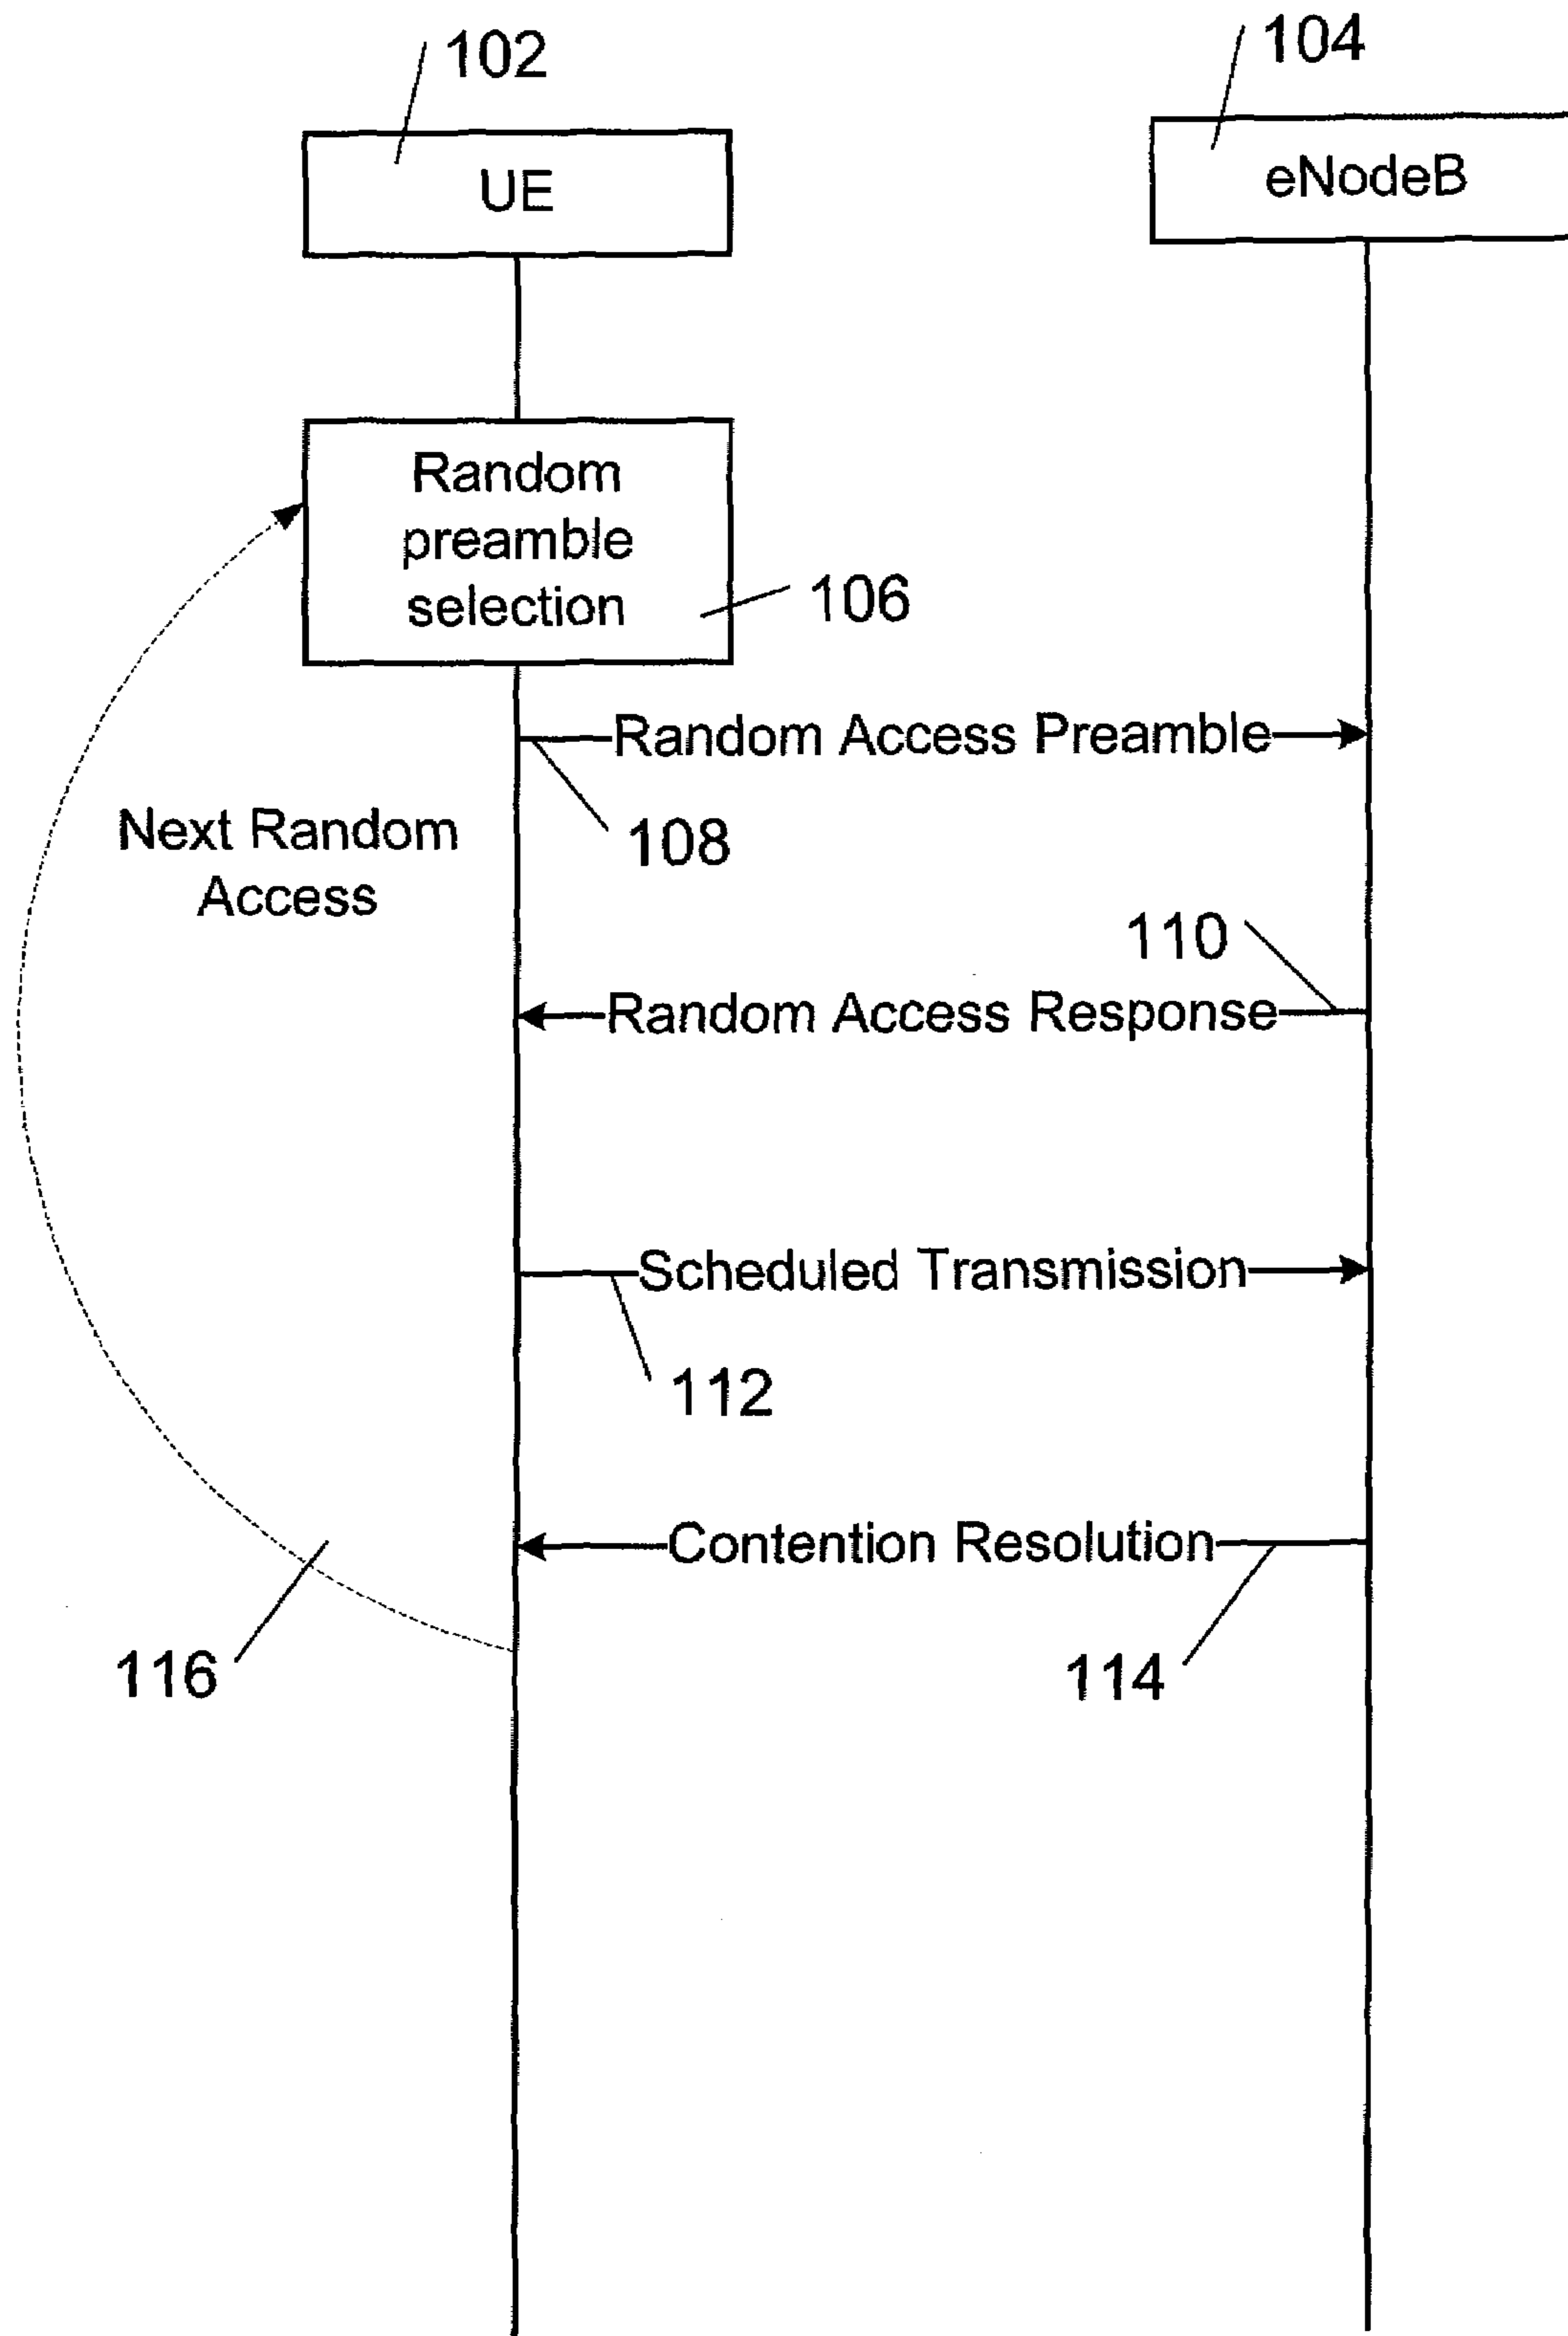 102
104
UE
eNodeB
Random
preamble
selection
106
Random Access Preamble
108
Next Random
Access
110
Random Access Response
Scheduled Transmission
112
Contention Resolution
116
114